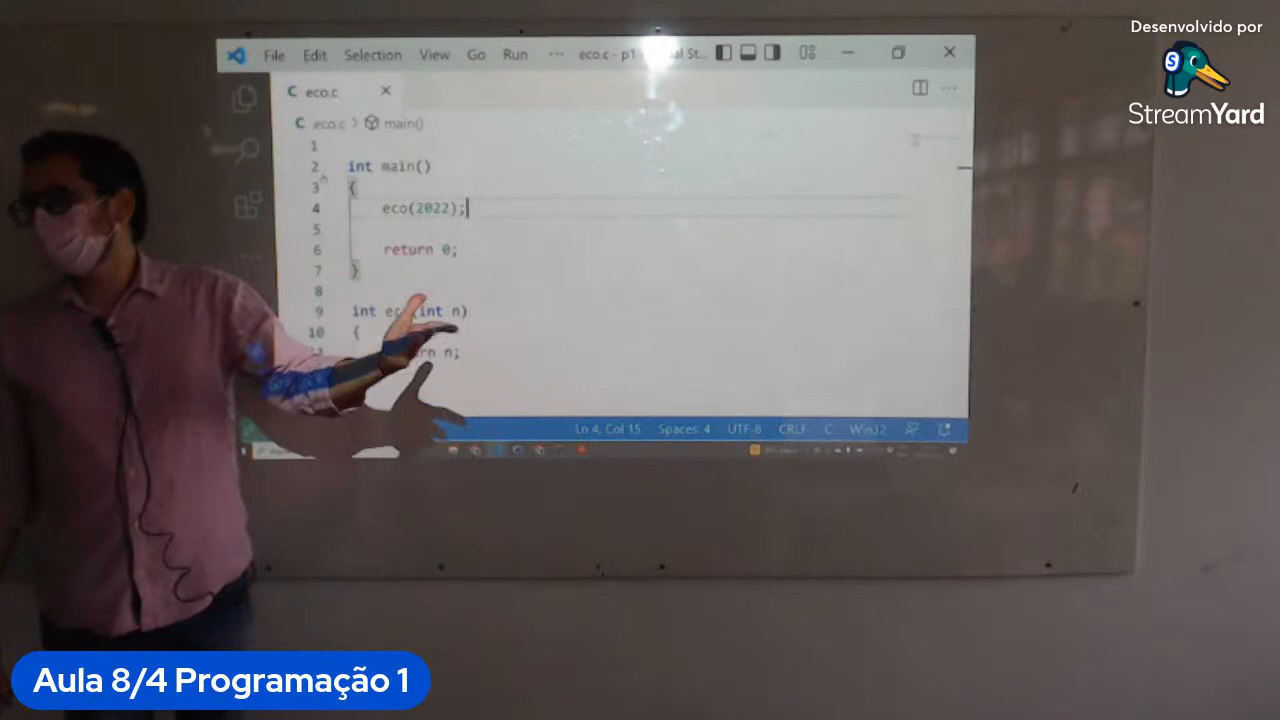 Desenvolvido por
StreamYard
File Edit Selection View Go Run ··· eco.c - p1 - St...
C eco.c
C eco.c > main()
1
2 int main()
3 {
4 eco(2022);
5
6 return 0;
7 }
8
9 int (int n)
10 {
n;
Ln 4, Col 15 Spaces: 4 UTF-8 CRLF C Win32
Aula 8/4 Programação 1